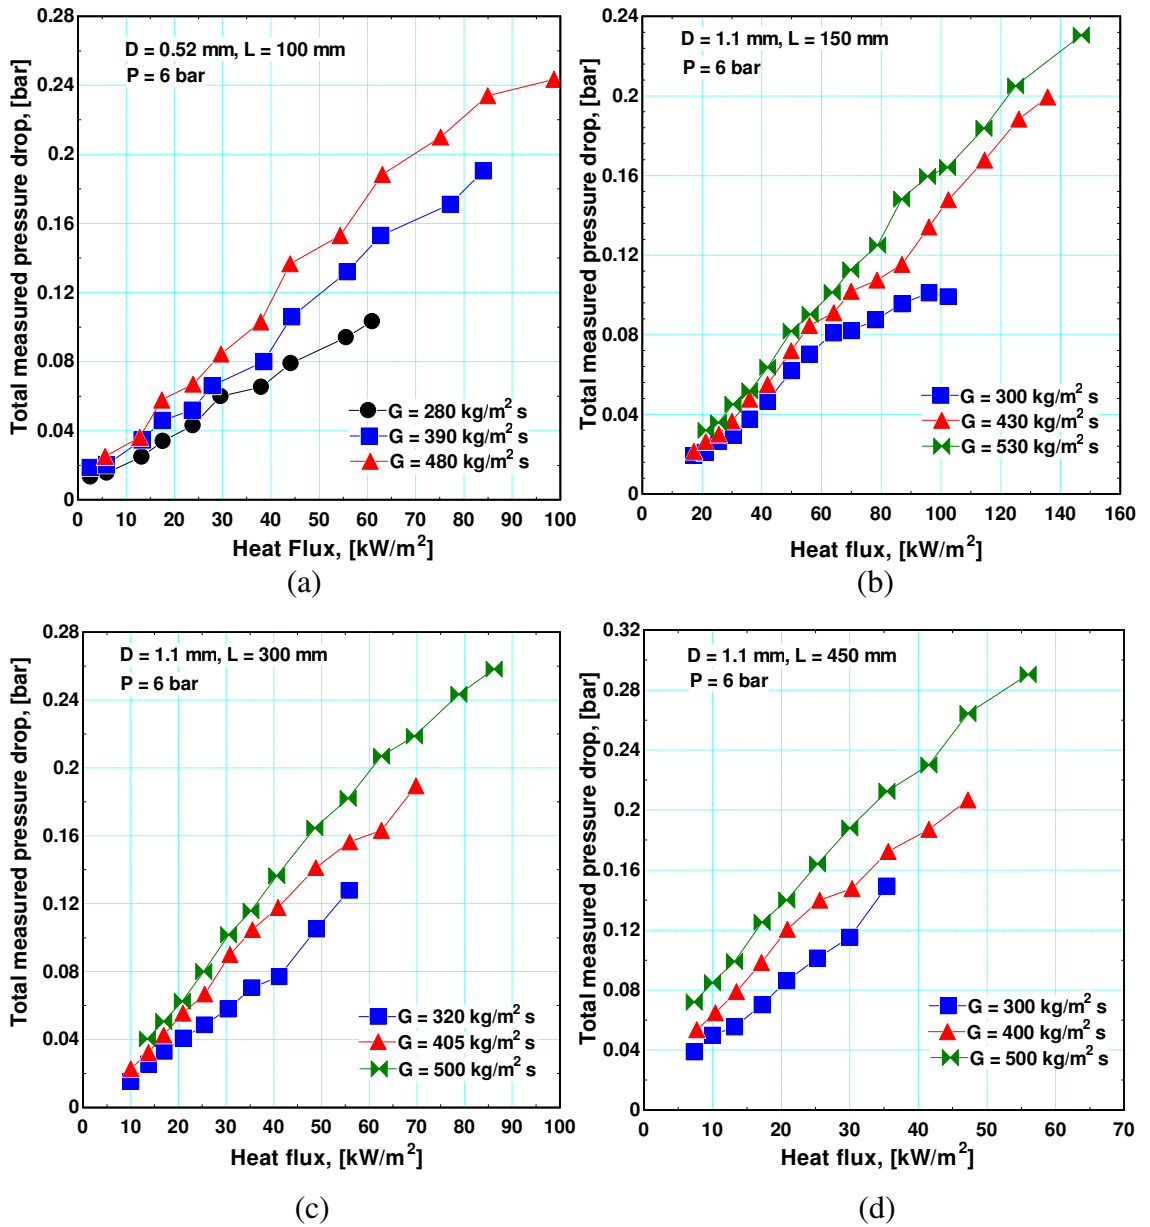 D = 0.52 mm, L = 100 mm
P = 6 bar
Total measured pressure drop, [bar]
0.28
0.24
0.2
0.16
0.12
0.08
0.04
0
G = 280 kg/m² s
G = 390 kg/m² s
G = 480 kg/m² s
0 10 20 30 40 50 60 70 80 90 100
Heat Flux, [kW/m²]
(a)
D = 1.1 mm, L = 150 mm
P = 6 bar
Total measured pressure drop, [bar]
0.24
0.2
0.16
0.12
0.08
0.04
0
G = 300 kg/m² s
G = 430 kg/m² s
G = 530 kg/m² s
0 20 40 60 80 100 120 140 160
Heat flux, [kW/m²]
(b)
D = 1.1 mm, L = 300 mm
P = 6 bar
Total measured pressure drop, [bar]
0.28
0.24
0.2
0.16
0.12
0.08
0.04
0
G = 320 kg/m² s
G = 405 kg/m² s
G = 500 kg/m² s
0 10 20 30 40 50 60 70 80 90 100
Heat flux, [kW/m²]
(c)
D = 1.1 mm, L = 450 mm
P = 6 bar
Total measured pressure drop, [bar]
0.32
0.28
0.24
0.2
0.16
0.12
0.08
0.04
0
G = 300 kg/m² s
G = 400 kg/m² s
G = 500 kg/m² s
0 10 20 30 40 50 60 70
Heat flux, [kW/m²]
(d)